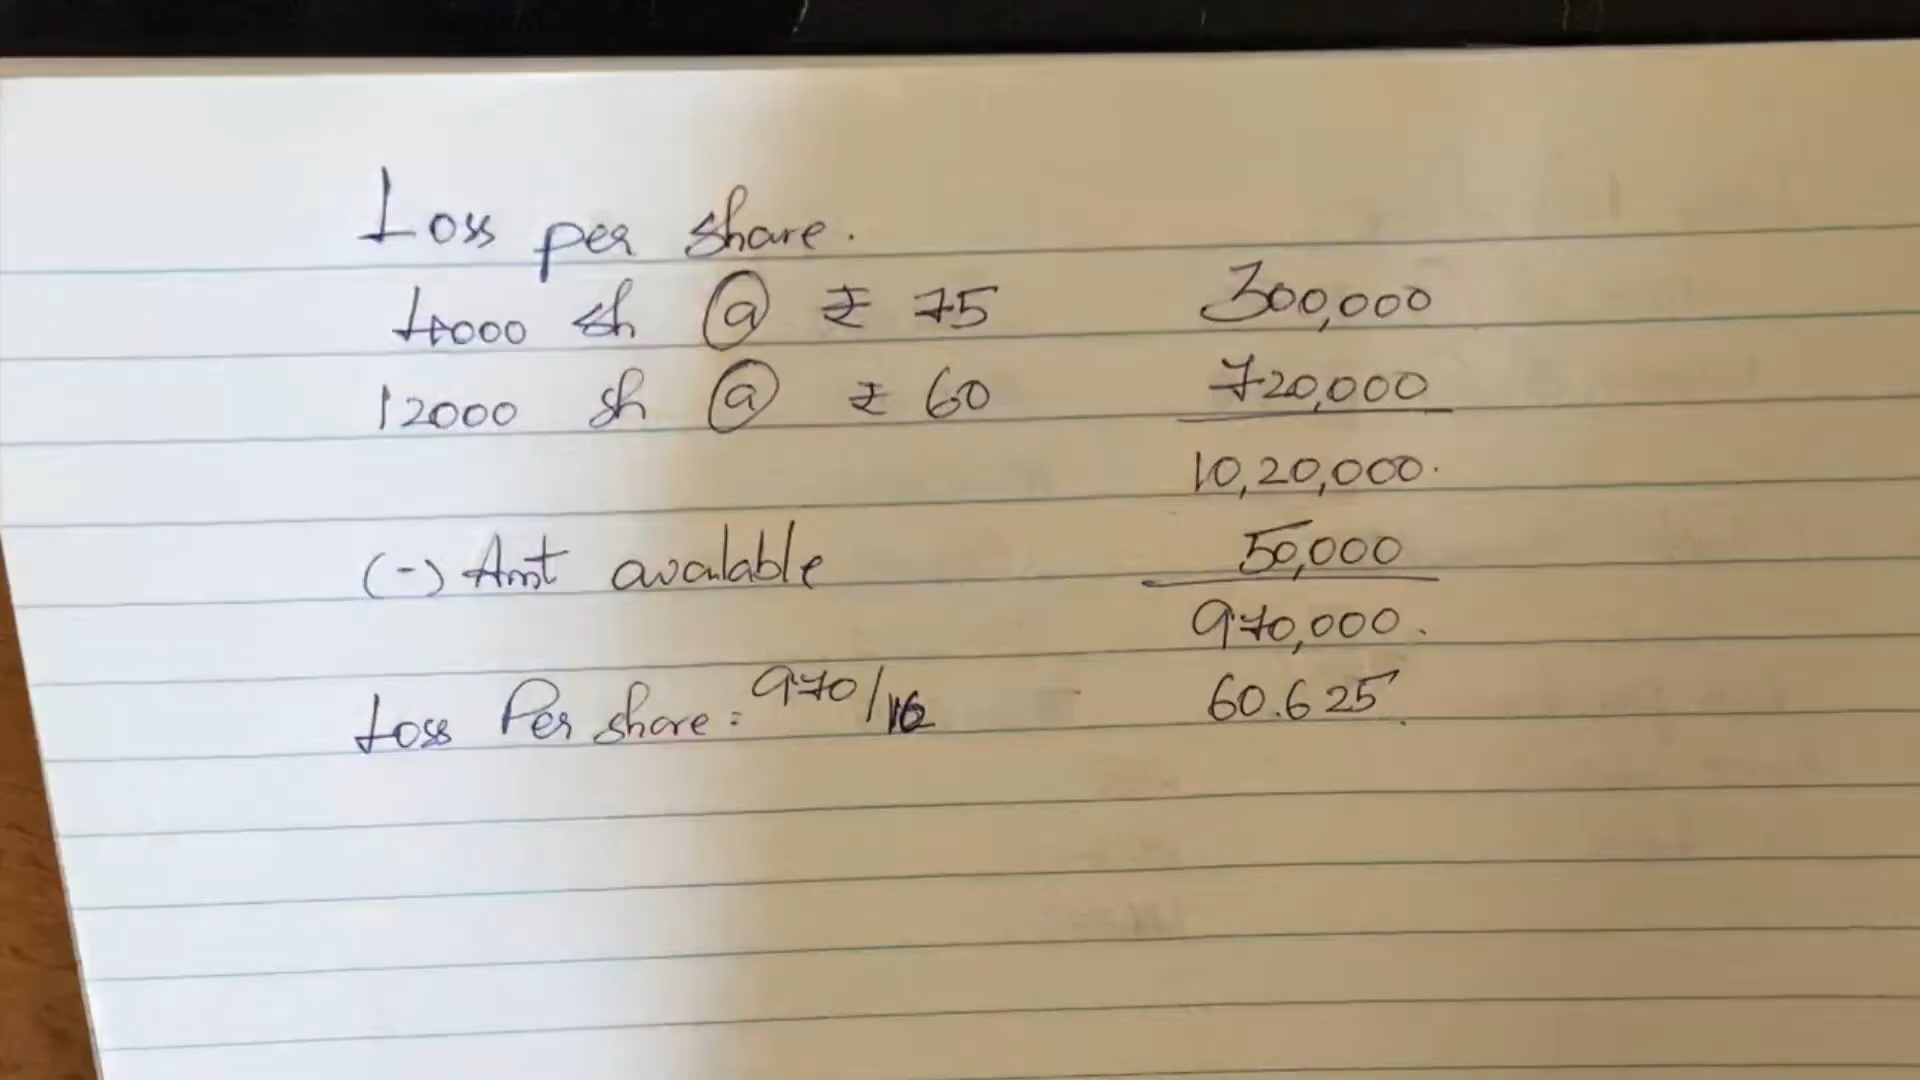 Loss per share.
4000 sh @ ₹ 75 300,000
12000 sh @ ₹ 60 720,000
10,20,000.
(-) Amt available 50,000
970,000.
Loss Per share = 970/16 60.625.